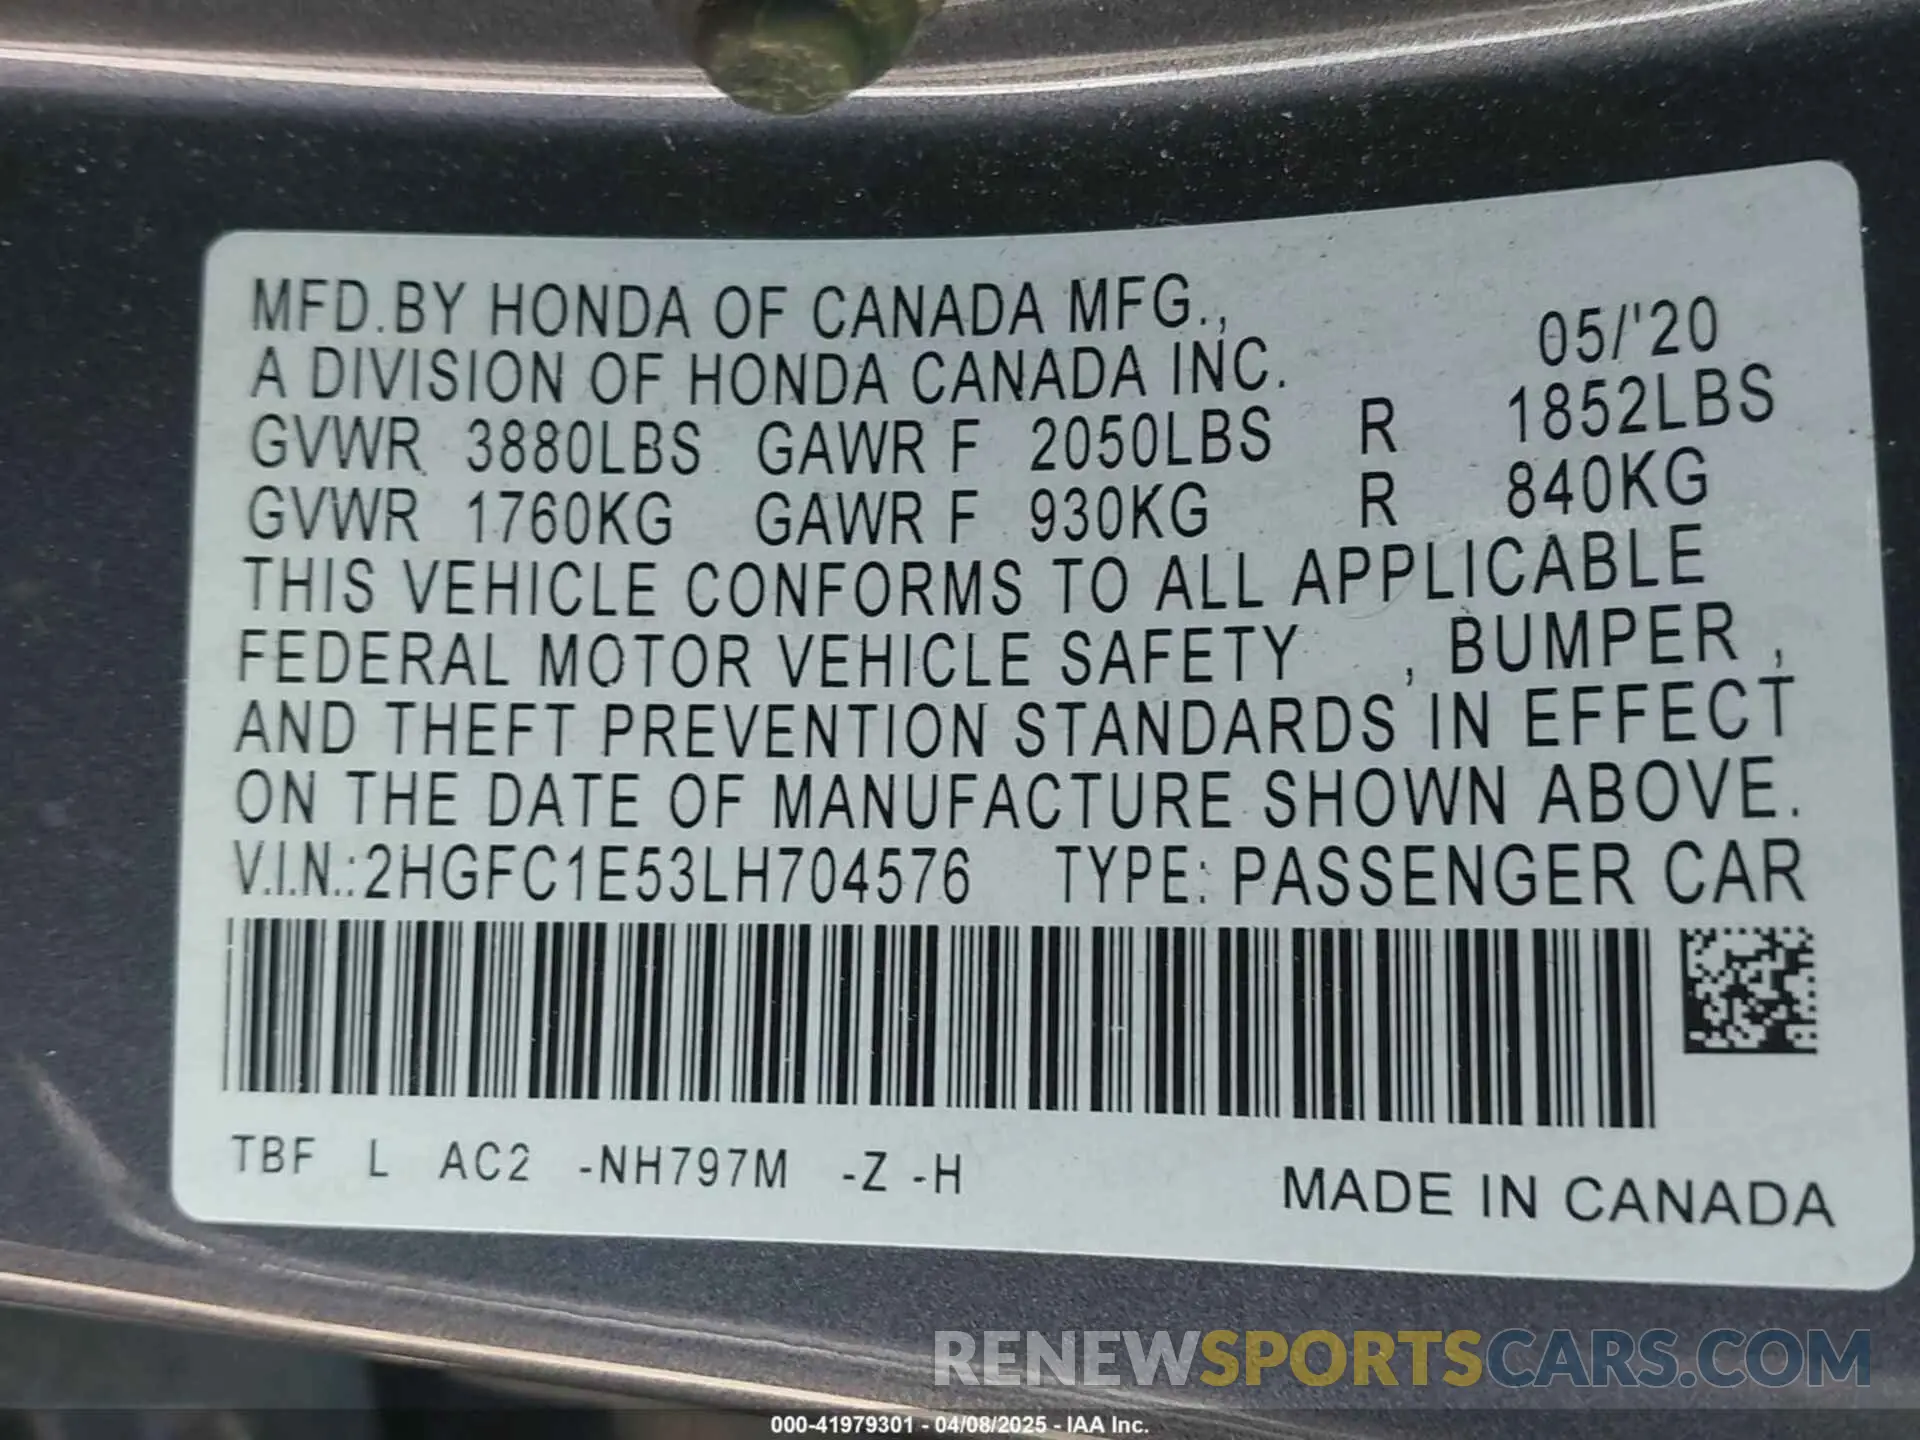 MFD.BY HONDA OF CANADA MFG.,
A DIVISION OF HONDA CANADA INC. 05/'20
GVWR 3880LBS GAWR F 2050LBS R 1852LBS
GVWR 1760KG GAWR F 930KG R 840KG
THIS VEHICLE CONFORMS TO ALL APPLICABLE
FEDERAL MOTOR VEHICLE SAFETY , BUMPER ,
AND THEFT PREVENTION STANDARDS IN EFFECT
ON THE DATE OF MANUFACTURE SHOWN ABOVE.
V.I.N.:2HGFC1E53LH704576 TYPE: PASSENGER CAR
TBF L AC2 -NH797M -Z -H
MADE IN CANADA
RENEWSPORTSCARS.COM
000-41979301 - 04/08/2025 - IAA Inc.